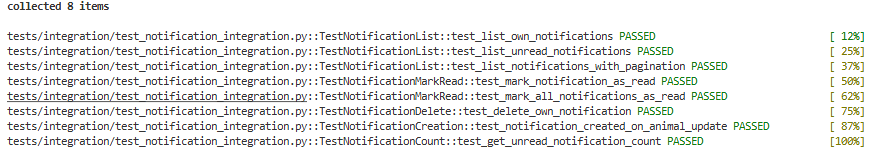 collected 8 items
tests/integration/test_notification_integration.py::TestNotificationList::test_list_own_notifications PASSED [ 12%]
tests/integration/test_notification_integration.py::TestNotificationList::test_list_unread_notifications PASSED [ 25%]
tests/integration/test_notification_integration.py::TestNotificationList::test_list_notifications_with_pagination PASSED [ 37%]
tests/integration/test_notification_integration.py::TestNotificationMarkRead::test_mark_notification_as_read PASSED [ 50%]
tests/integration/test_notification_integration.py::TestNotificationMarkRead::test_mark_all_notifications_as_read PASSED [ 62%]
tests/integration/test_notification_integration.py::TestNotificationDelete::test_delete_own_notification PASSED [ 75%]
tests/integration/test_notification_integration.py::TestNotificationCreation::test_notification_created_on_animal_update PASSED [ 87%]
tests/integration/test_notification_integration.py::TestNotificationCount::test_get_unread_notification_count PASSED [100%]